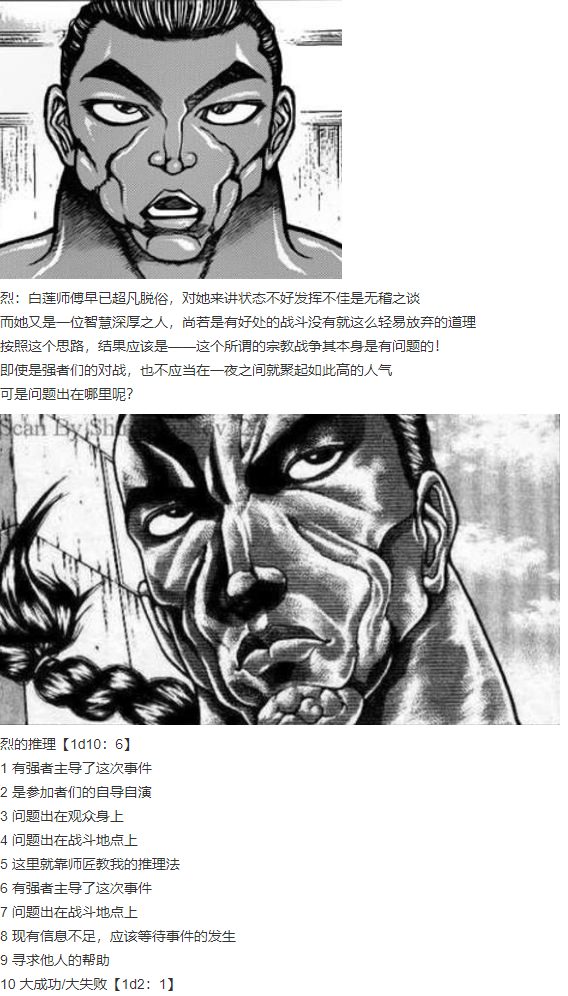 烈：白莲师傅早已超凡脱俗，对她来讲状态不好发挥不佳是无稽之谈
而她又是一位智慧深厚之人，尚若是有好处的战斗没有就这么轻易放弃的道理
按照这个思路，结果应该是——这个所谓的宗教战争其本身是有问题的！
即使是强者们的对战，也不应当在一夜之间就聚起如此高的人气
可是问题出在哪里呢？
Scan By
烈的推理【1d10：6】
1 有强者主导了这次事件
2 是参加者们的自导自演
3 问题出在观众身上
4 问题出在战斗地点上
5 这里就靠师匠教我的推理法
6 有强者主导了这次事件
7 问题出在战斗地点上
8 现有信息不足，应该等待事件的发生
9 寻求他人的帮助
10 大成功/大失败【1d2：1】